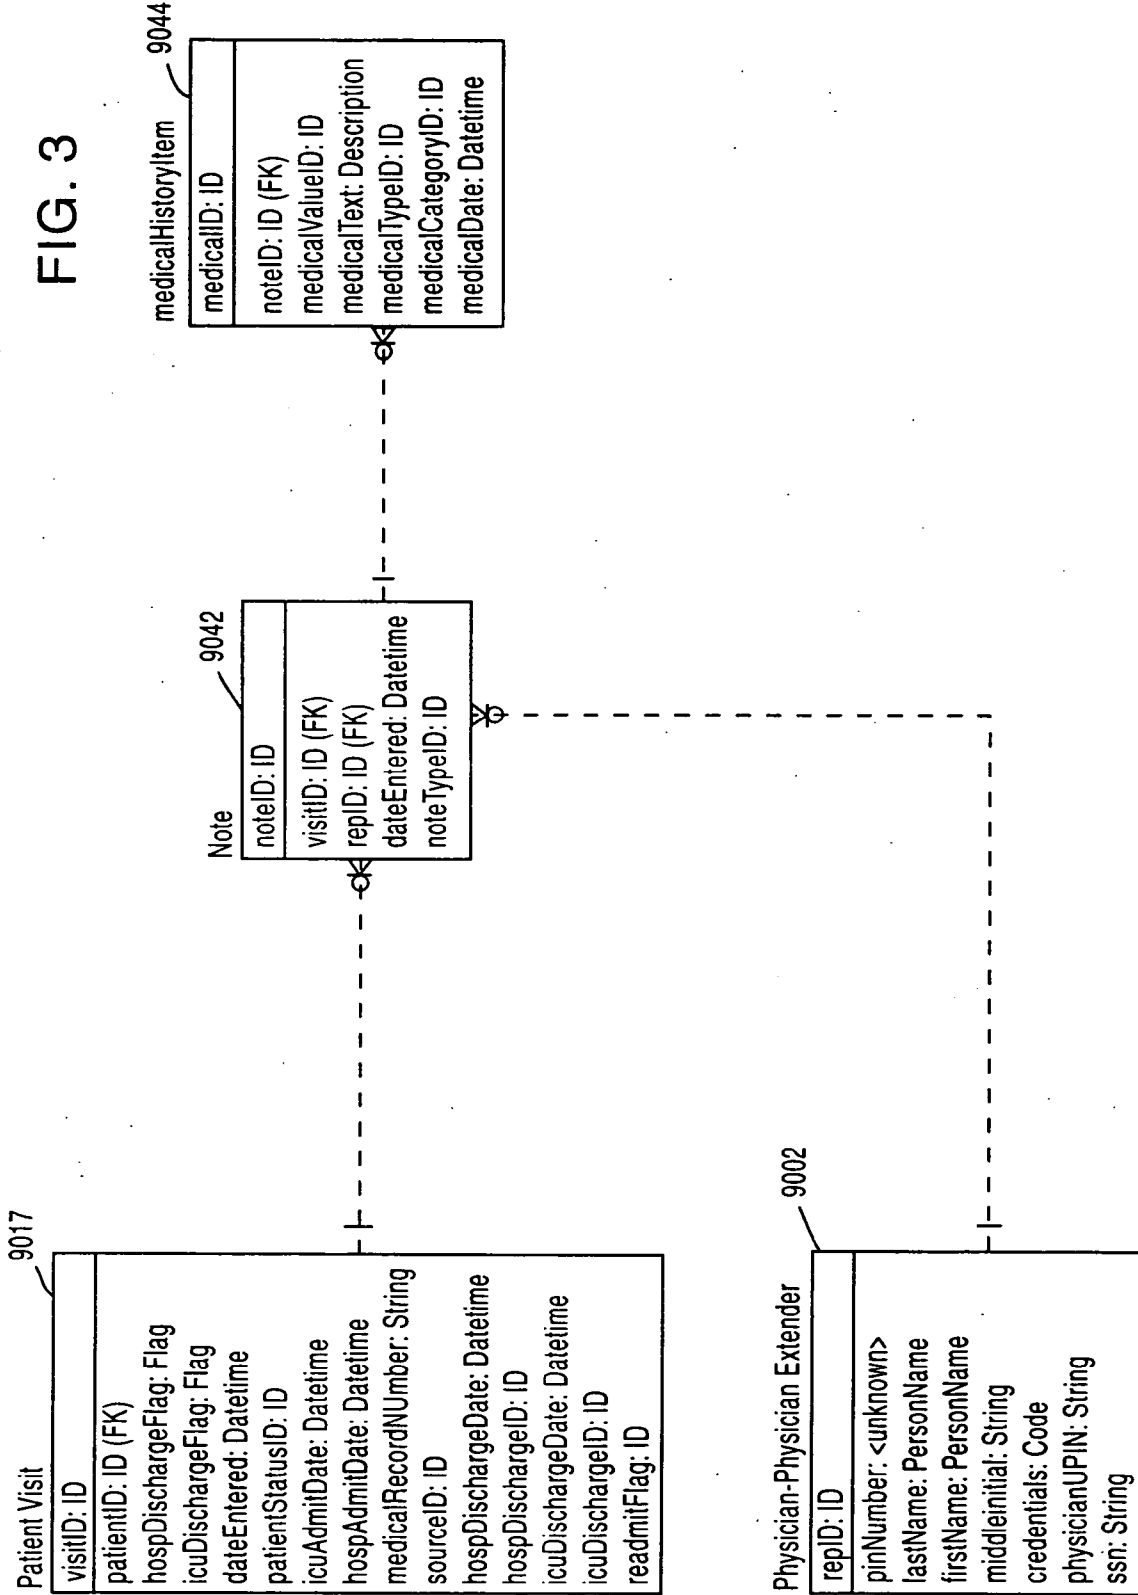 FIG. 3
Patient Visit
9017
visitID: ID
patientID: ID (FK)
hospDischargeFlag: Flag
icuDischargeFlag: Flag
dateEntered: Datetime
patientStatusID: ID
icuAdmitDate: Datetime
hospAdmitDate: Datetime
medicalRecordNUmber: String
sourceID: ID
hospDischargeDate: Datetime
hospDischargeID: ID
icuDischargeDate: Datetime
icuDischargeID: ID
readmitFlag: ID
Note
9042
noteID: ID
visitID: ID (FK)
repID: ID (FK)
dateEntered: Datetime
noteTypeID: ID
medicalHistoryItem
9044
medicalID: ID
noteID: ID (FK)
medicalValueID: ID
medicalText: Description
medicalTypeID: ID
medicalCategoryID: ID
medicalDate: Datetime
Physician-Physician Extender
9002
repID: ID
pinNumber: <unknown>
lastName: PersonName
firstName: PersonName
middleinitial: String
credentials: Code
physicianUPIN: String
ssn: String